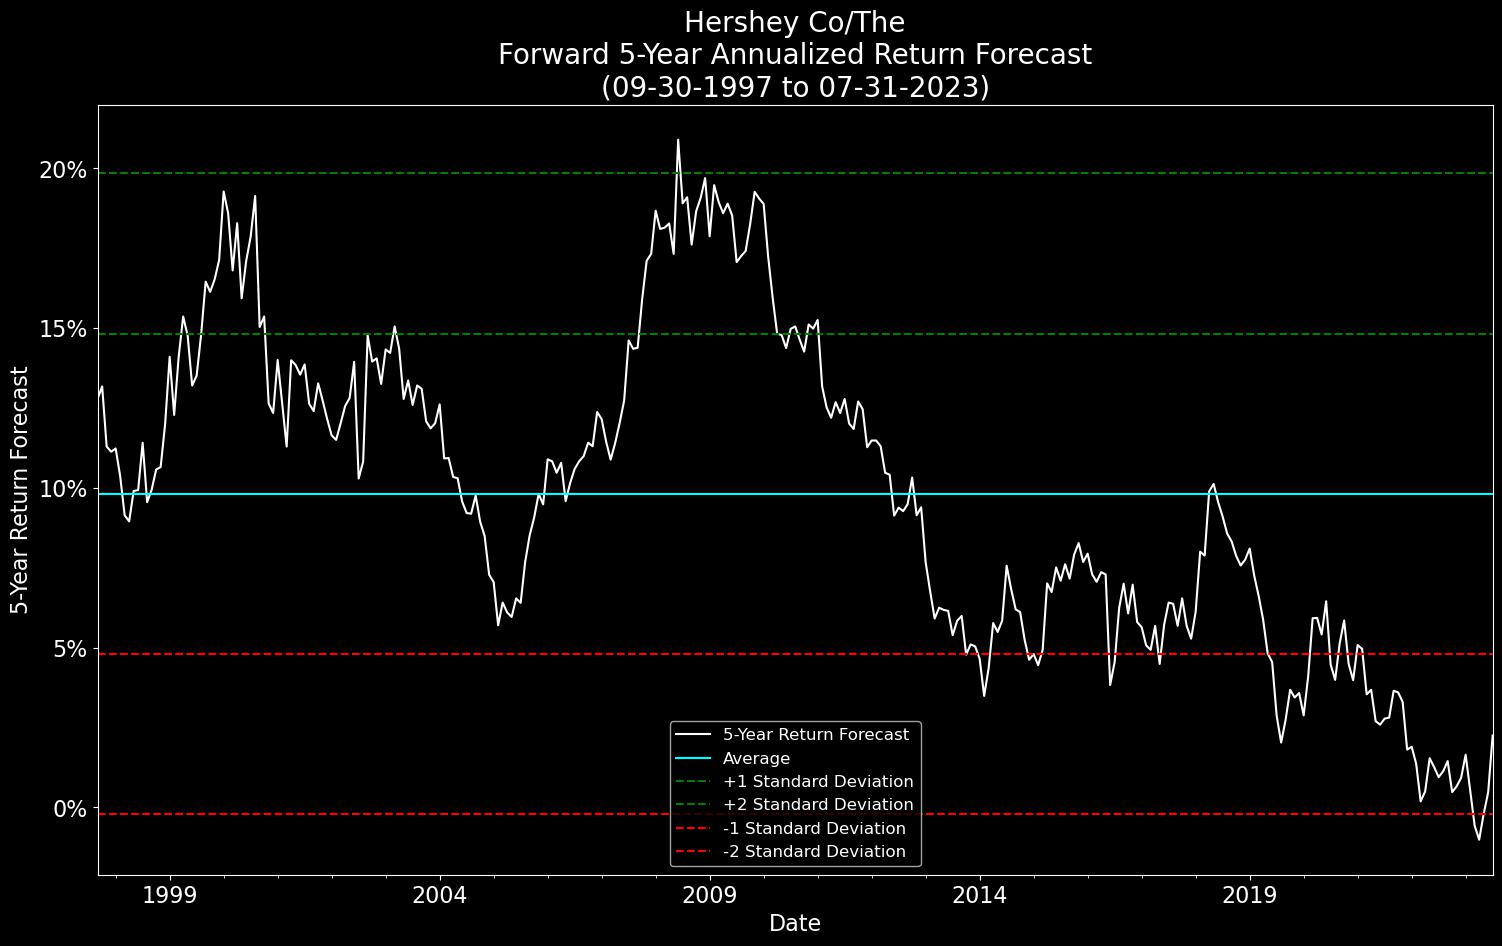 Hershey Co/The
Forward 5-Year Annualized Return Forecast
(09-30-1997 to 07-31-2023)
5-Year Return Forecast
20%
15%
10%
5%
0%
5-Year Return Forecast
Average
+1 Standard Deviation
+2 Standard Deviation
-1 Standard Deviation
-2 Standard Deviation
1999 2004 2009 2014 2019
Date